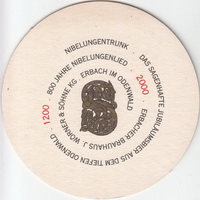 NIBELUNGENTRUNK · DAS SAGENHAFTE JUBILÄUMSBIER AUS DEM TIEFEN ODENWALD
1200 · 800 JAHRE NIBELUNGENLIED · 2000
ERBACHER BRAUHAUS J. WÖRNER & SÖHNE KG · ERBACH IM ODENWALD